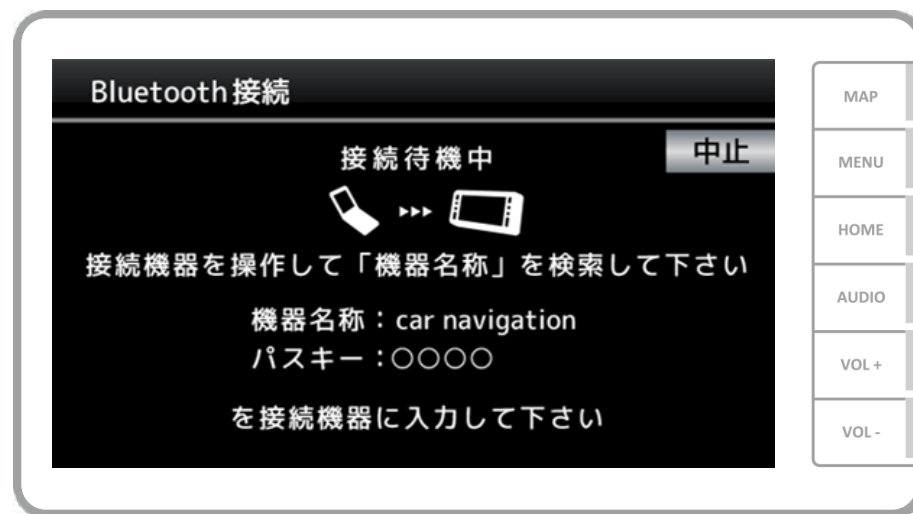 Bluetooth接続
接続待機中
中止
接続機器を操作して「機器名称」を検索して下さい
機器名称：car navigation
パスキー：○○○○
を接続機器に入力して下さい
MAP
MENU
HOME
AUDIO
VOL +
VOL -